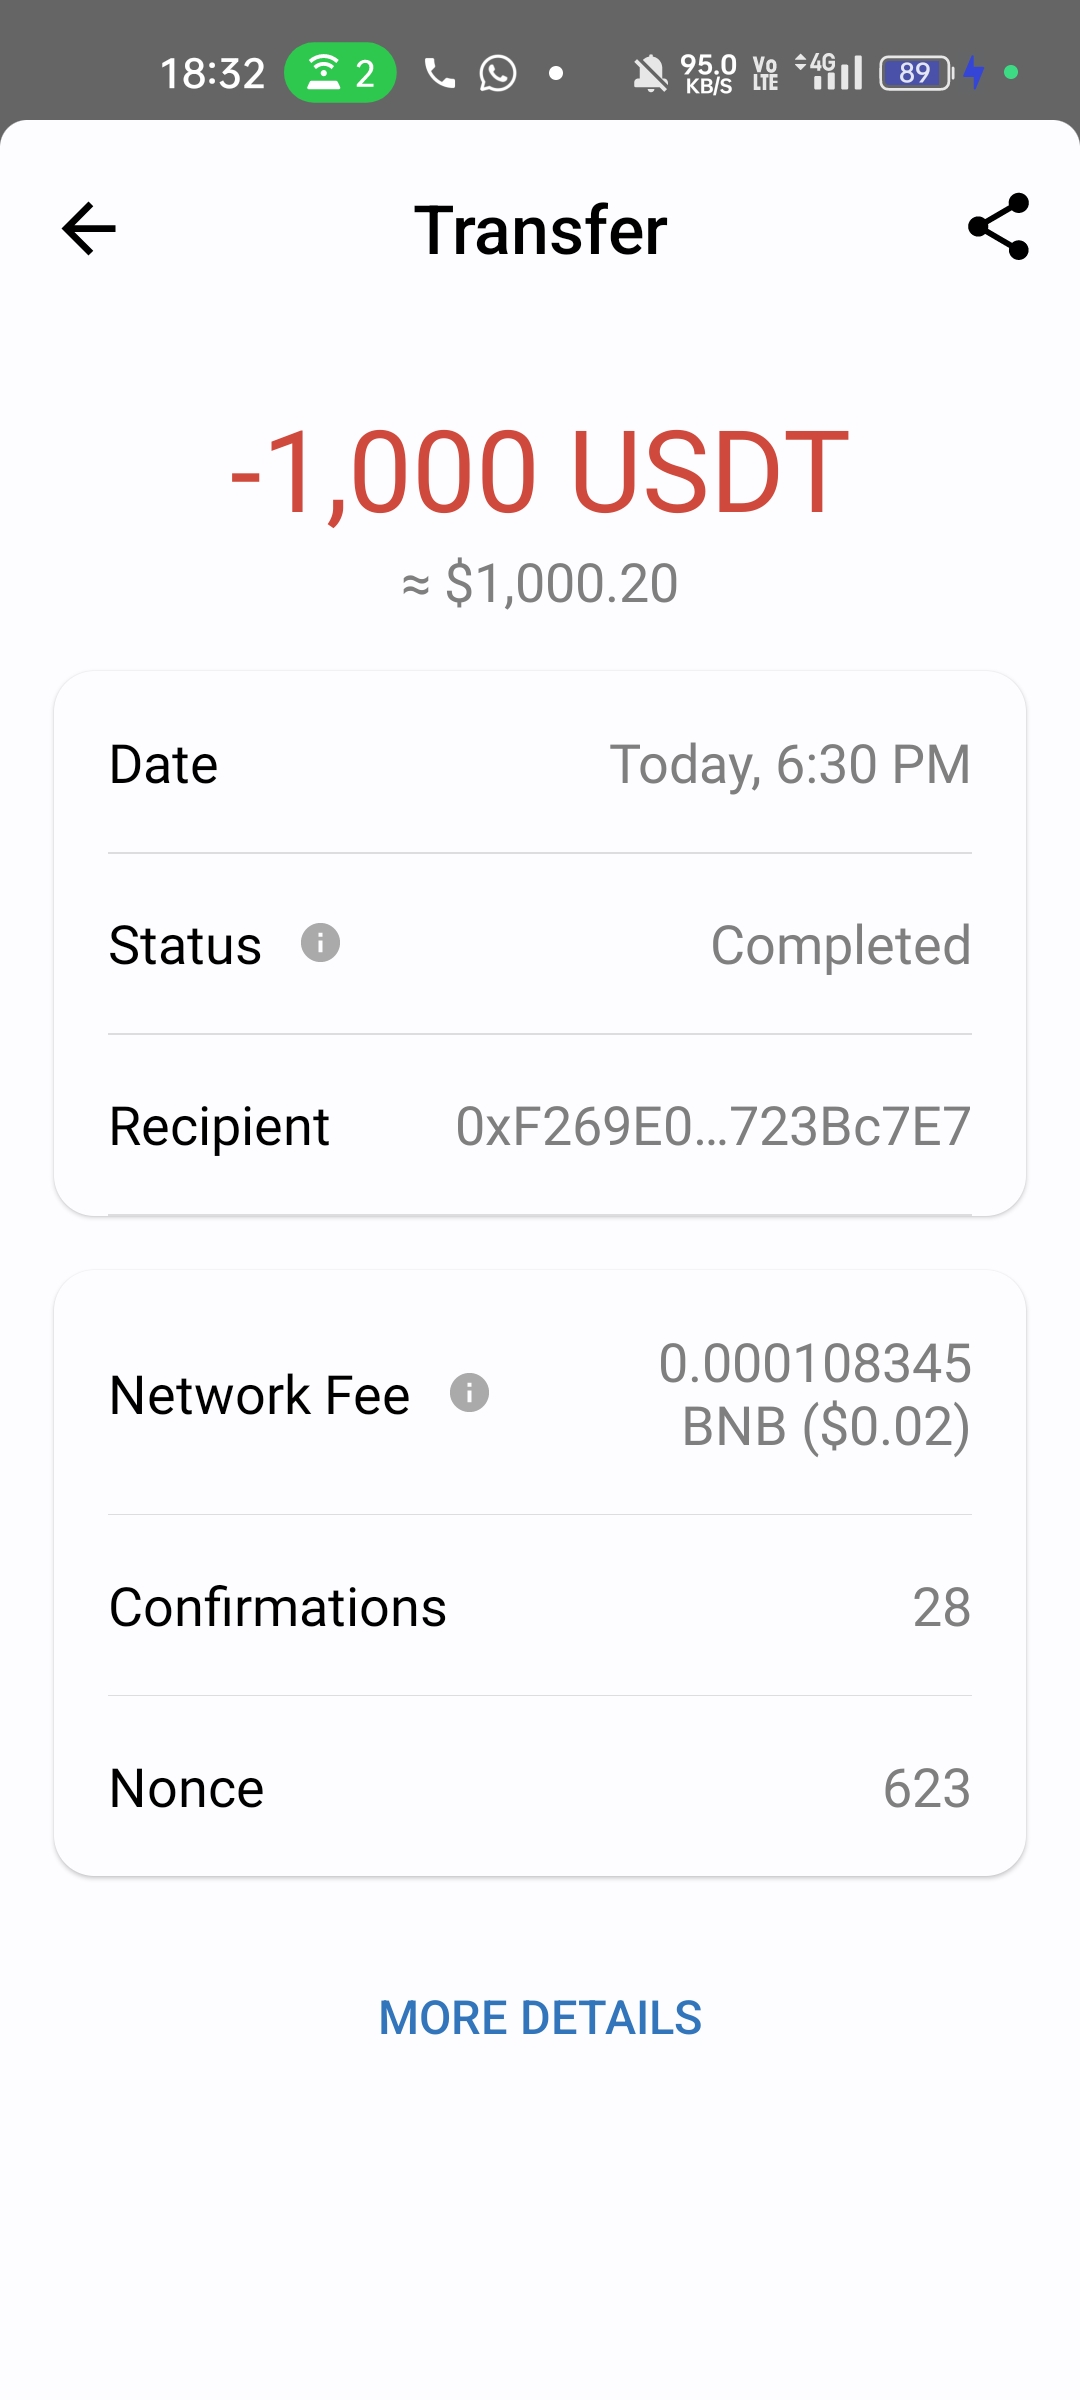 18:32 2 95.0 KB/S Vo LTE 4G 89
Transfer
-1,000 USDT
≈ $1,000.20
Date Today, 6:30 PM
Status Completed
Recipient 0xF269E0...723Bc7E7
Network Fee 0.000108345
BNB ($0.02)
Confirmations 28
Nonce 623
MORE DETAILS